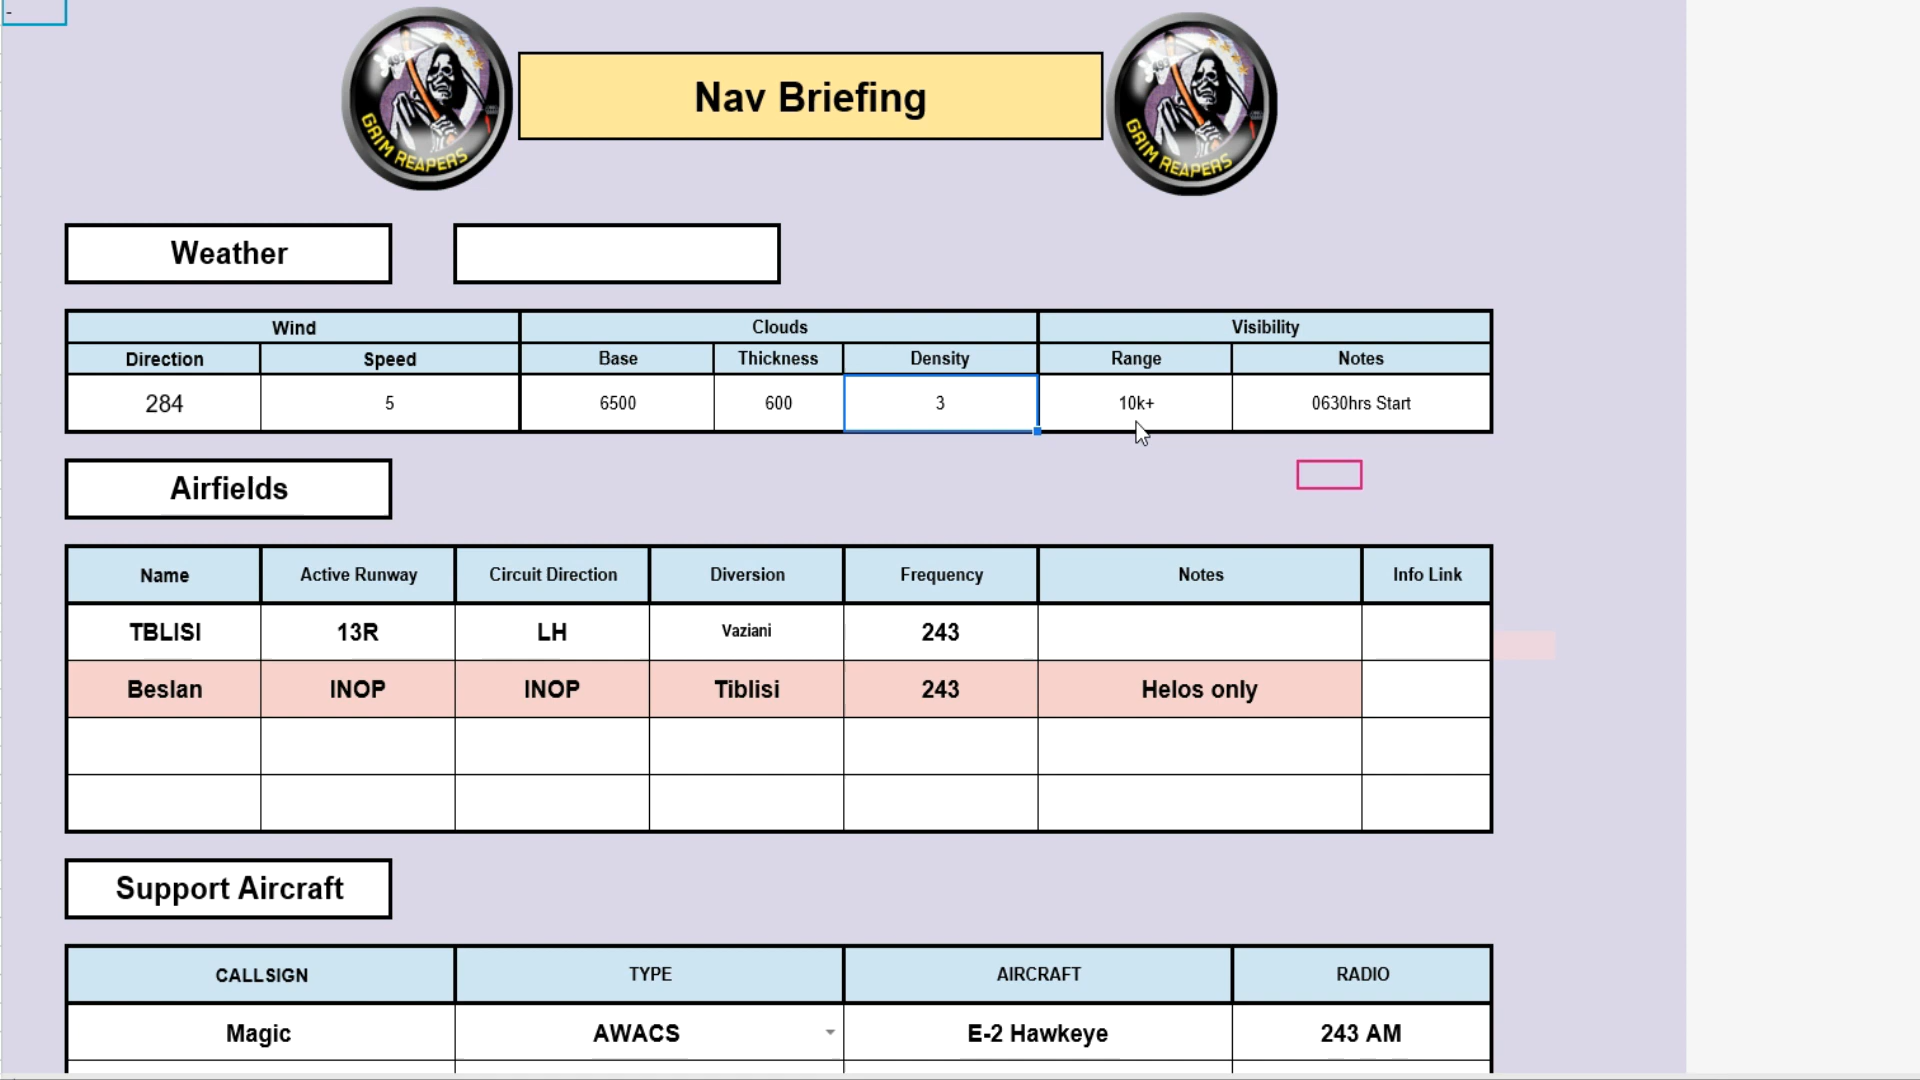 -
Nav Briefing
GRIM REAPERS
GRIM REAPERS
Weather
Wind Clouds Visibility
Direction Speed Base Thickness Density Range Notes
284 5 6500 600 3 10k+ 0630hrs Start
Airfields
Name Active Runway Circuit Direction Diversion Frequency Notes Info Link
TBLISI 13R LH Vaziani 243
Beslan INOP INOP Tiblisi 243 Helos only
Support Aircraft
CALLSIGN TYPE AIRCRAFT RADIO
Magic AWACS E-2 Hawkeye 243 AM